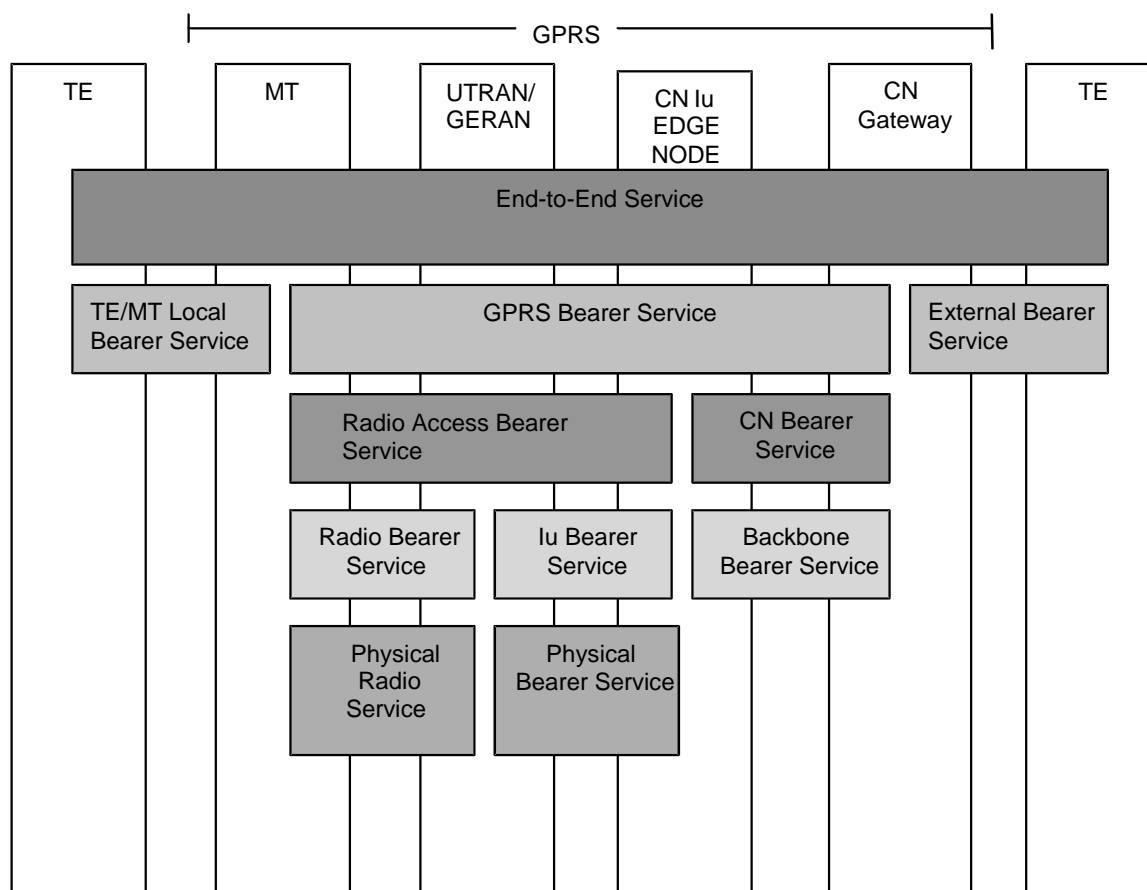 GPRS
TE
MT
UTRAN/
GERAN
CN Iu
EDGE
NODE
CN
Gateway
TE
End-to-End Service
TE/MT Local
Bearer Service
GPRS Bearer Service
External Bearer
Service
Radio Access Bearer
Service
CN Bearer
Service
Radio Bearer
Service
Iu Bearer
Service
Backbone
Bearer Service
Physical
Radio
Service
Physical
Bearer Service